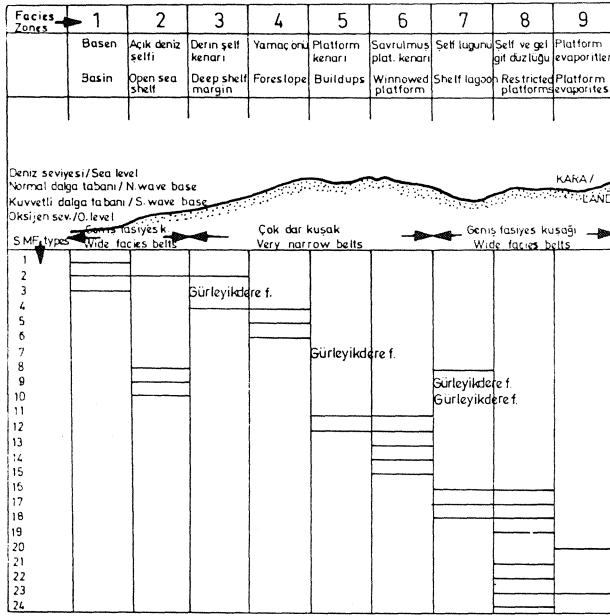 Facies Zones 1 2 3 4 5 6 7 8 9
Basen Açık deniz şelfi Derin şelf kenarı Yamaç önü Platform kenarı Savrulmuş plat. kenarı Şelf lagunu Şelf ve gel git duzluğu Platform evaporitler
Basin Open sea shelf Deep shelf margin Foreslope Buildups Winnowed platform Shelf lagoon Restricted platforms Platform evaporites
Deniz seviyesi/Sea level
Normal dalga tabanı/N.wave base
KARA/
Kuvvetli dalga tabanı/S. wave base
LAND
Oksijen sev./O. level
Geniş fasiyes k
Wide facies belts
Çok dar kuşak
Very narrow belts
Geniş fasiyes kuşağı
Wide facies belts
S MF types
1
2
3 Gürleyikdere f.
4
5
6
7 Gürleyikdere f.
8
9 Gürleyikdere f.
10 Gürleyikdere f.
11
12
13
14
15
16
17
18
19
20
21
22
23
24